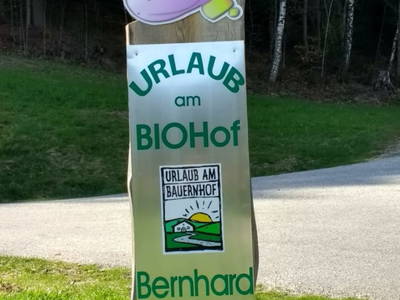 URLAUB
am
BIOHof
URLAUB AM
BAUERNHOF
Bernhard